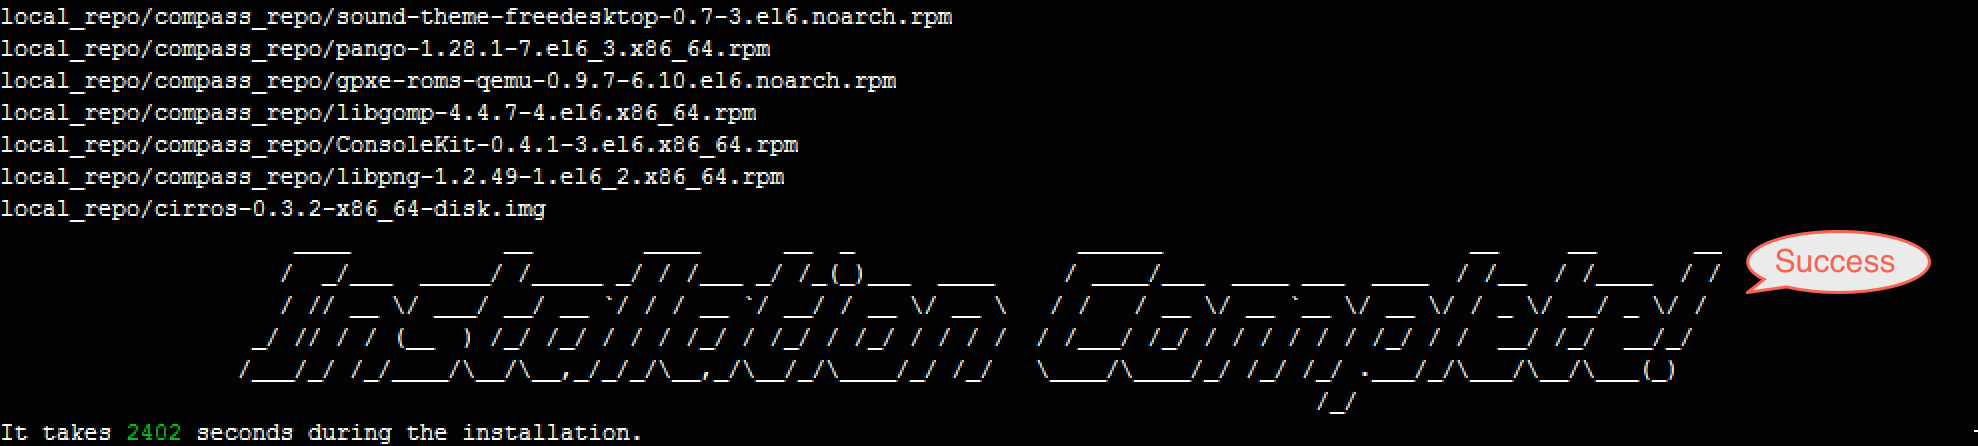 local_repo/compass_repo/sound-theme-freedesktop-0.7-3.el6.noarch.rpm
local_repo/compass_repo/pango-1.28.1-7.el6_3.x86_64.rpm
local_repo/compass_repo/gpxe-roms-qemu-0.9.7-6.10.el6.noarch.rpm
local_repo/compass_repo/libgomp-4.4.7-4.el6.x86_64.rpm
local_repo/compass_repo/ConsoleKit-0.4.1-3.el6.x86_64.rpm
local_repo/compass_repo/libpng-1.2.49-1.el6_2.x86_64.rpm
local_repo/cirros-0.3.2-x86_64-disk.img
Installation Complete!
Success
It takes 2402 seconds during the installation.